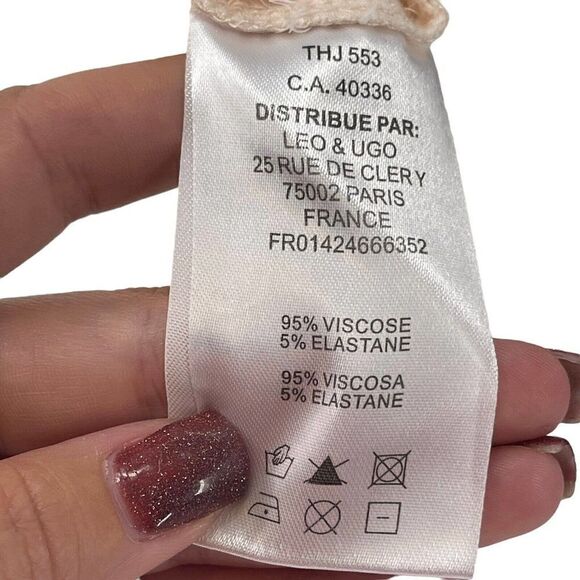 THJ 553
C.A. 40336
DISTRIBUE PAR:
LEO & UGO
25 RUE DE CLERY
75002 PARIS
FRANCE
FR01424666352
95% VISCOSE
5% ELASTANE
95% VISCOSA
5% ELASTANE